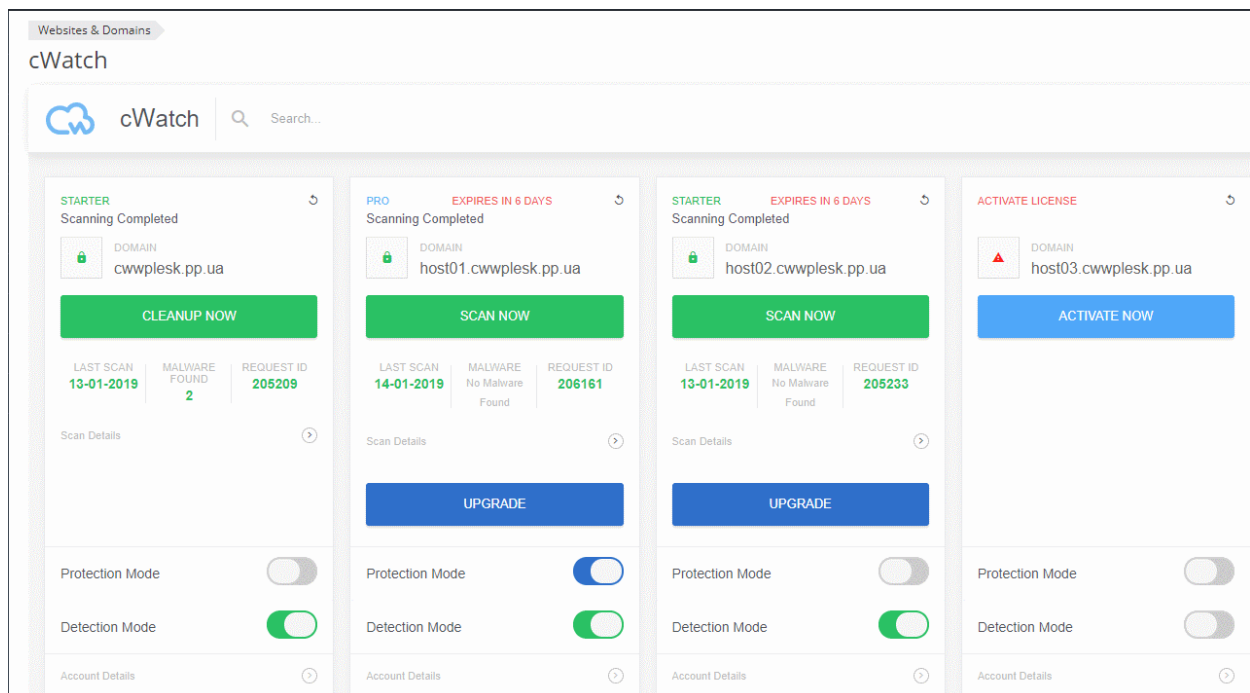 Websites & Domains
cWatch
cWatch
Search...
STARTER
Scanning Completed
DOMAIN
cwwplesk.pp.ua
CLEANUP NOW
LAST SCAN
13-01-2019
MALWARE
FOUND
2
REQUEST ID
205209
Scan Details
Protection Mode
Detection Mode
Account Details
PRO
EXPIRES IN 6 DAYS
Scanning Completed
DOMAIN
host01.cwwplesk.pp.ua
SCAN NOW
LAST SCAN
14-01-2019
MALWARE
No Malware
Found
REQUEST ID
206161
Scan Details
UPGRADE
Protection Mode
Detection Mode
Account Details
STARTER
EXPIRES IN 6 DAYS
Scanning Completed
DOMAIN
host02.cwwplesk.pp.ua
SCAN NOW
LAST SCAN
13-01-2019
MALWARE
No Malware
Found
REQUEST ID
205233
Scan Details
UPGRADE
Protection Mode
Detection Mode
Account Details
ACTIVATE LICENSE
DOMAIN
host03.cwwplesk.pp.ua
ACTIVATE NOW
Protection Mode
Detection Mode
Account Details